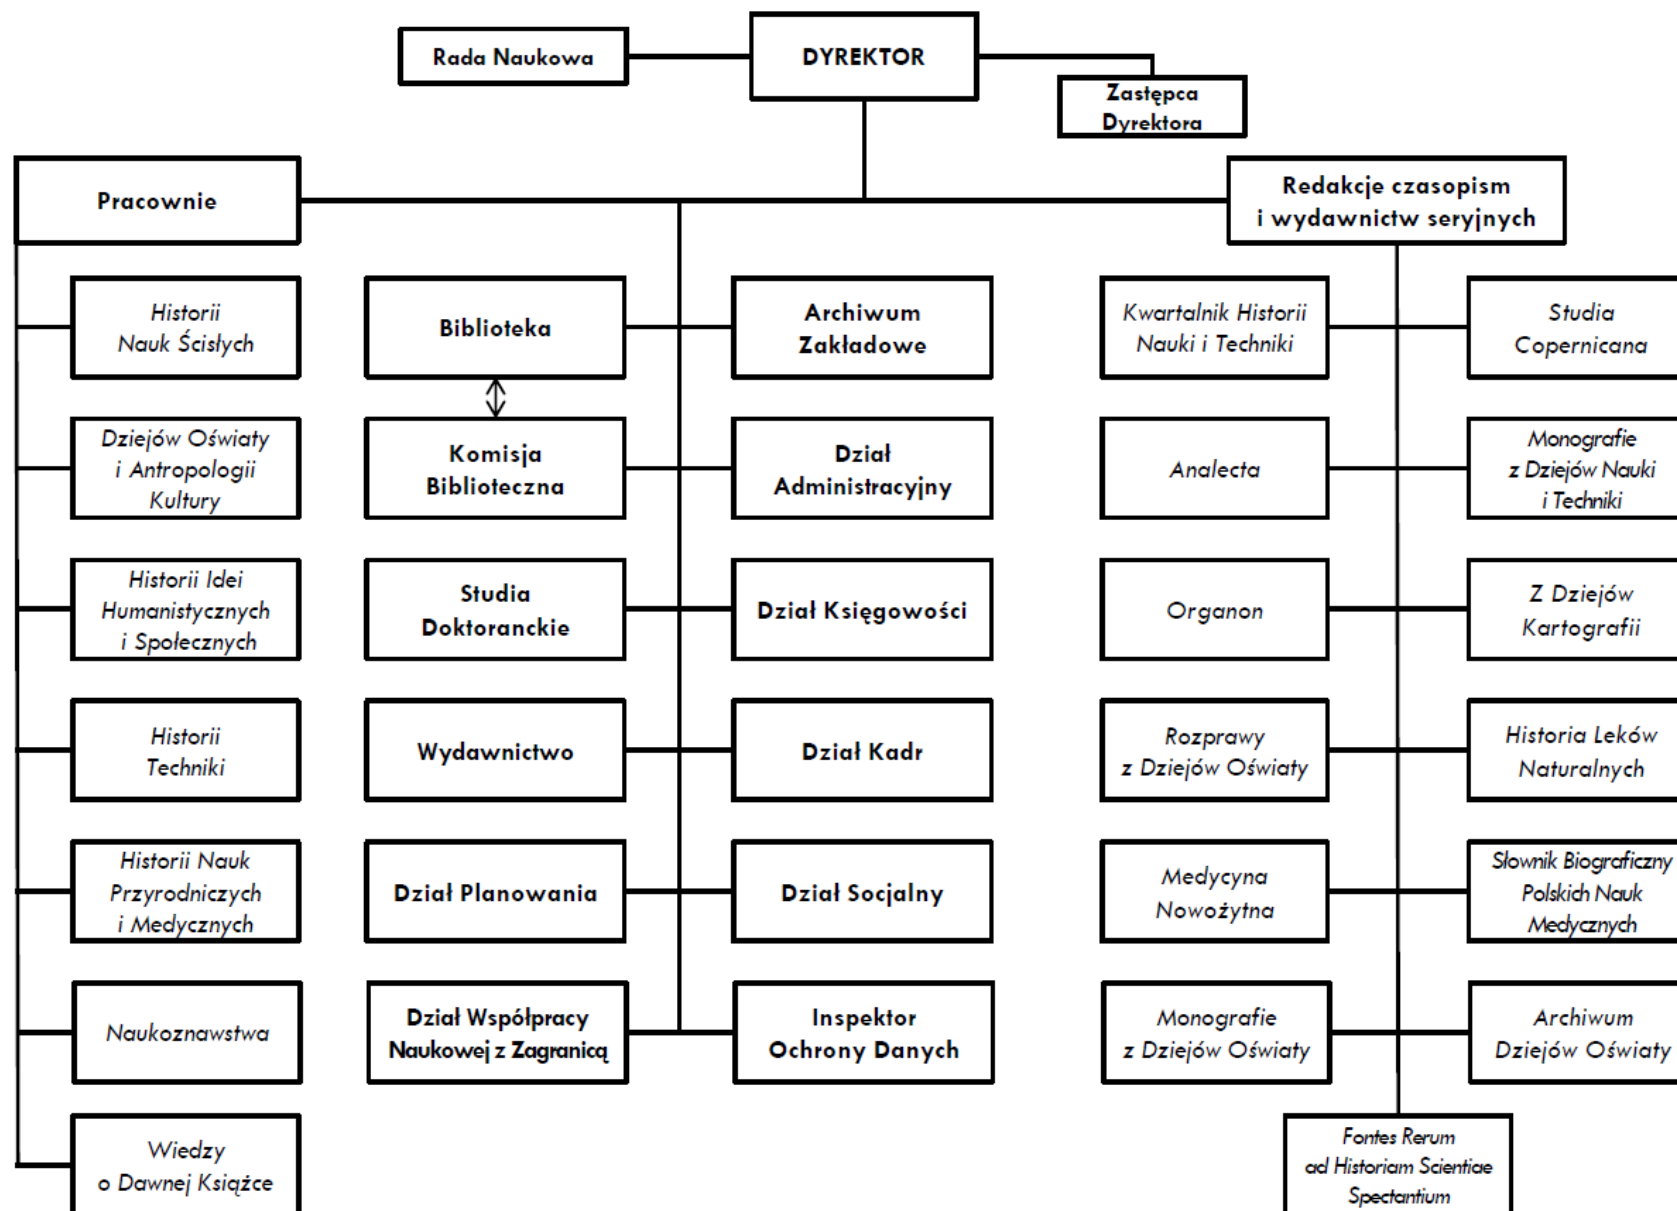 Rada Naukowa
DYREKTOR
Zastępca
Dyrektora
Pracownie
Redakcje czasopism
i wydawnictw seryjnych
Historii
Nauk Ścisłych
Dziejów Oświaty
i Antropologii
Kultury
Historii Idei
Humanistycznych
i Społecznych
Historii
Techniki
Historii Nauk
Przyrodniczych
i Medycznych
Naukoznawstwa
Wiedzy
o Dawnej Książce
Biblioteka
Komisja
Biblioteczna
Studia
Doktoranckie
Wydawnictwo
Dział Planowania
Dział Współpracy
Naukowej z Zagranicą
Archiwum
Zakładowe
Dział
Administracyjny
Dział Księgowości
Dział Kadr
Dział Socjalny
Inspektor
Ochrony Danych
Kwartalnik Historii
Nauki i Techniki
Analecta
Organon
Rozprawy
z Dziejów Oświaty
Medycyna
Nowożytna
Monografie
z Dziejów Oświaty
Studia
Copernicana
Monografie
z Dziejów Nauki
i Techniki
Z Dziejów
Kartografii
Historia Leków
Naturalnych
Słownik Biograficzny
Polskich Nauk
Medycznych
Archiwum
Dziejów Oświaty
Fontes Rerum
ad Historiam Scientiae
Spectantium